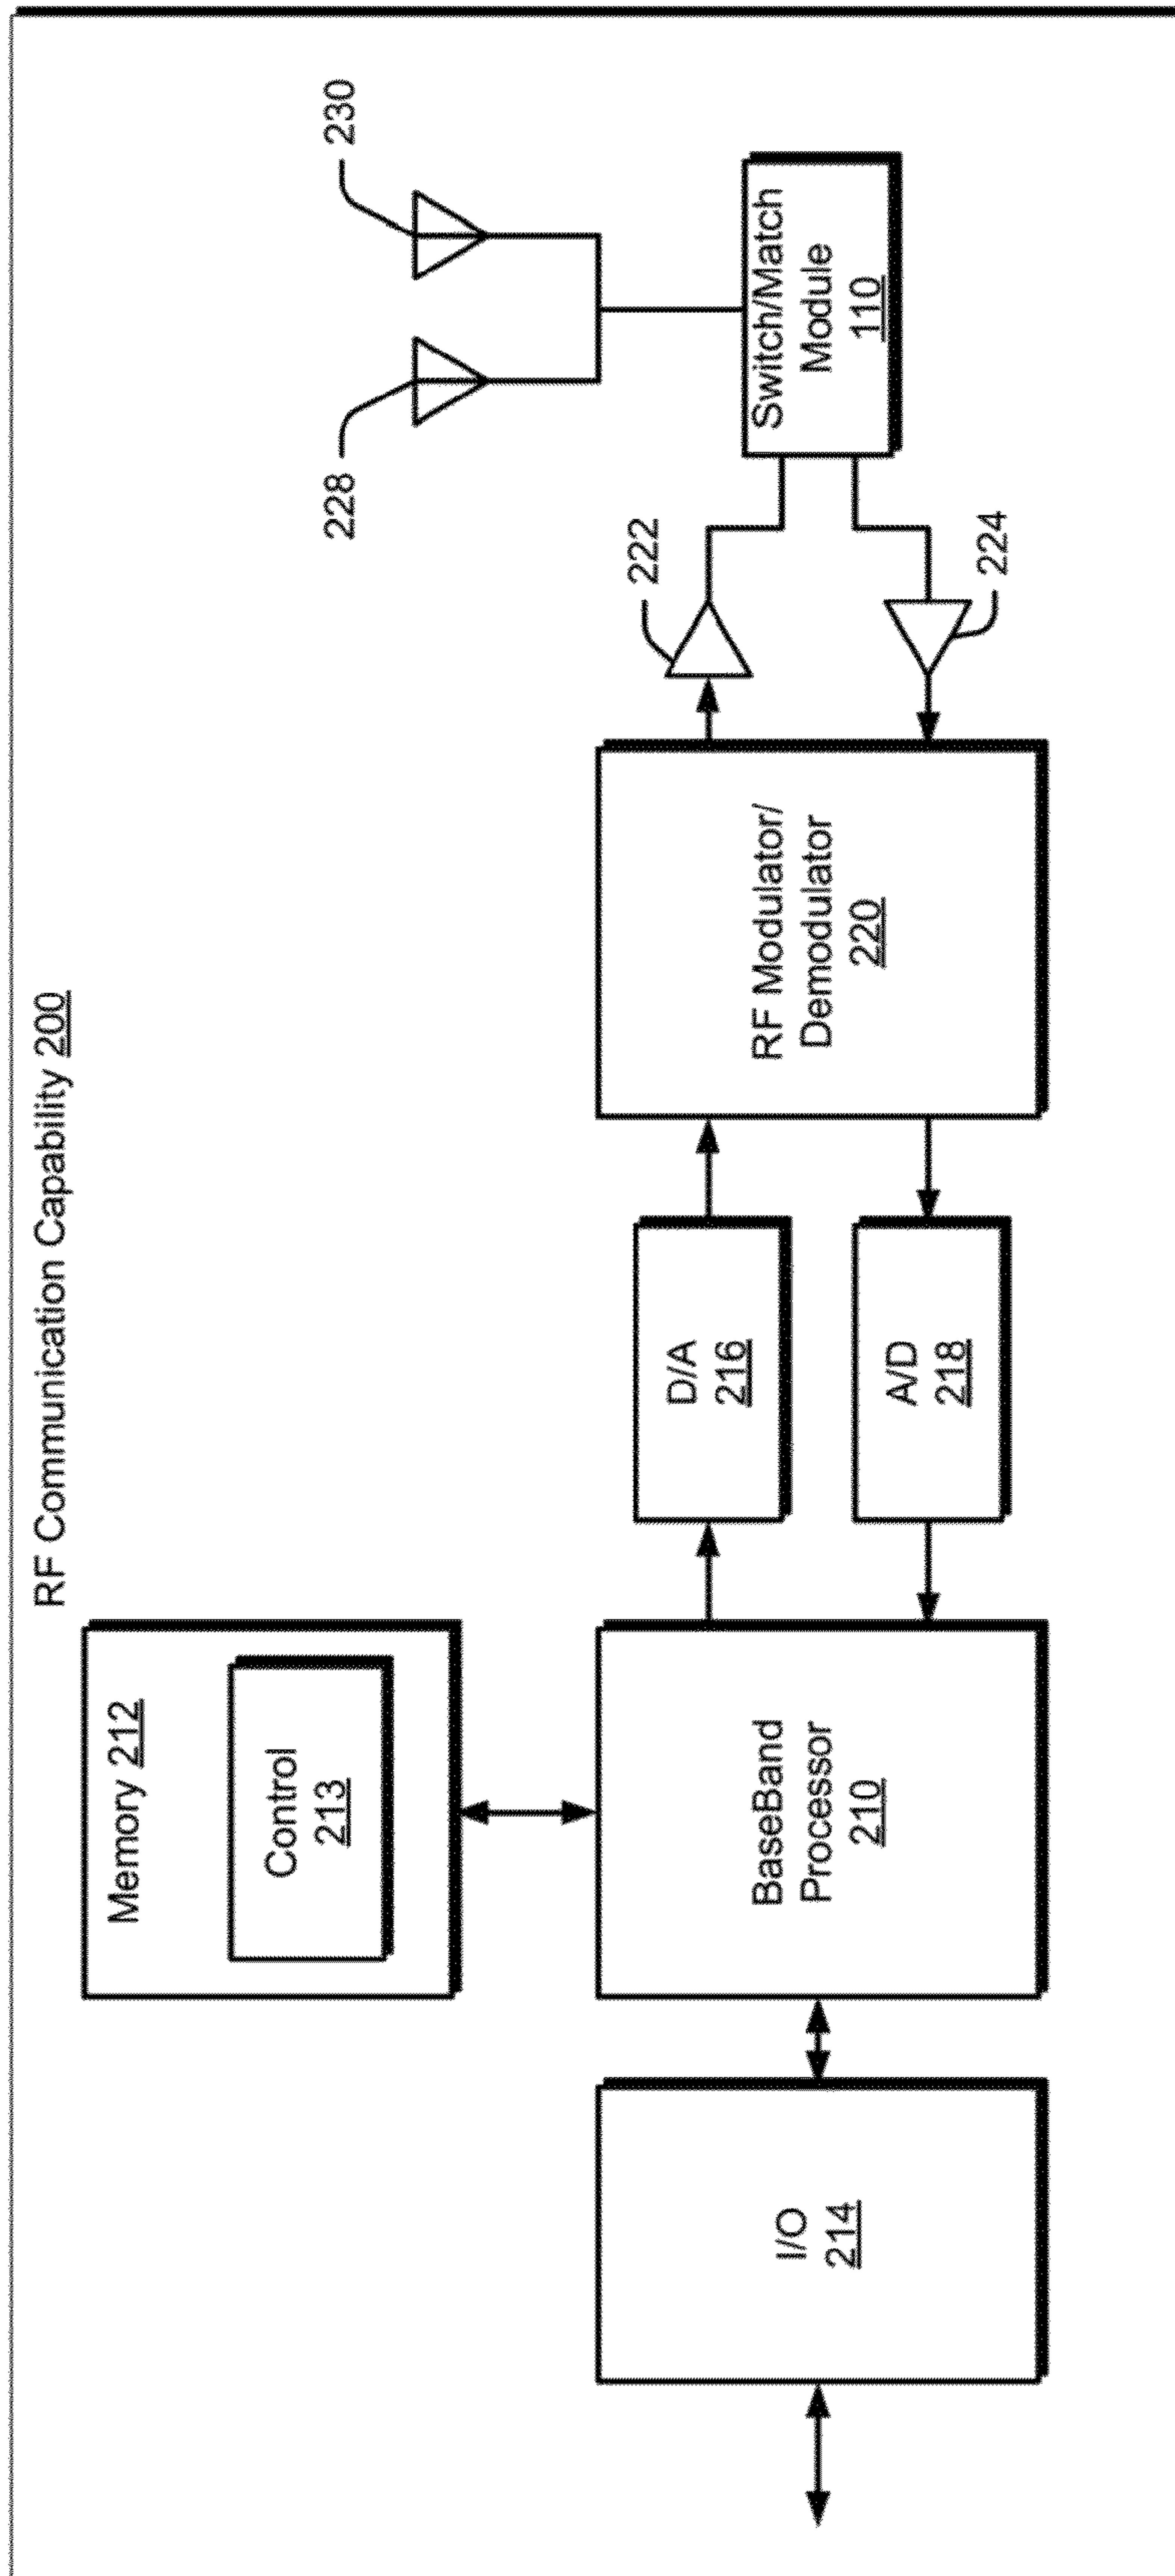 RF Communication Capability 200
Memory 212
Control
213
230
228
222
224
Switch/Match
Module
110
D/A
216
A/D
218
I/O
214
BaseBand
Processor
210
RF Modulator/
Demodulator
220